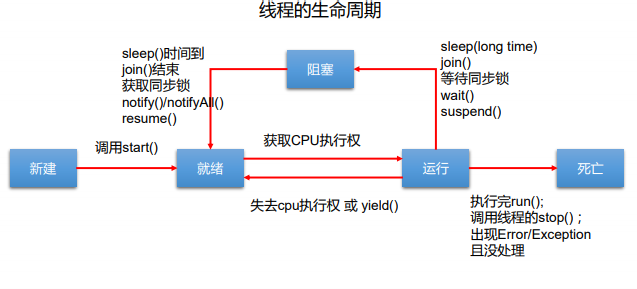 线程的生命周期
sleep()时间到
join()结束
获取同步锁
notify()/notifyAll()
resume()
阻塞
sleep(long time)
join()
等待同步锁
wait()
suspend()
调用start()
获取CPU执行权
新建
就绪
运行
死亡
失去cpu执行权 或 yield()
执行完run();
调用线程的stop()；
出现Error/Exception
且没处理